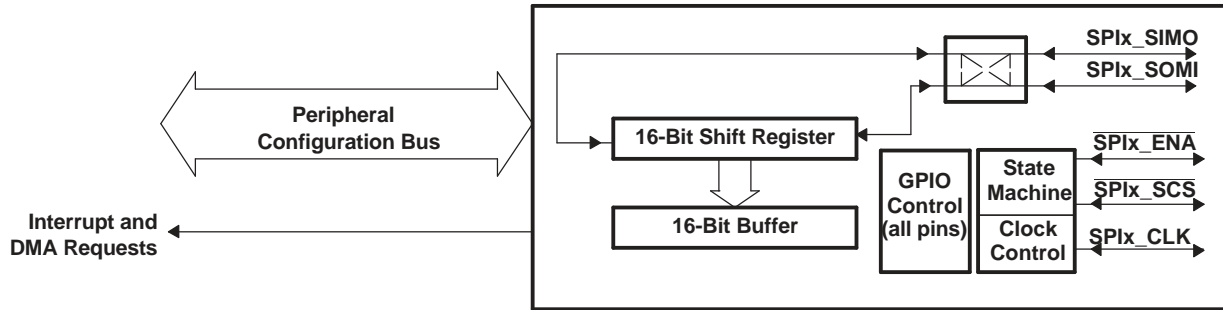 SPIx_SIMO
SPIx_SOMI
Peripheral
Configuration Bus
16-Bit Shift Register
SPIx_ENA
GPIO
Control
(all pins)
State
Machine
SPIx_SCS
Interrupt and
DMA Requests
16-Bit Buffer
Clock
Control
SPIx_CLK